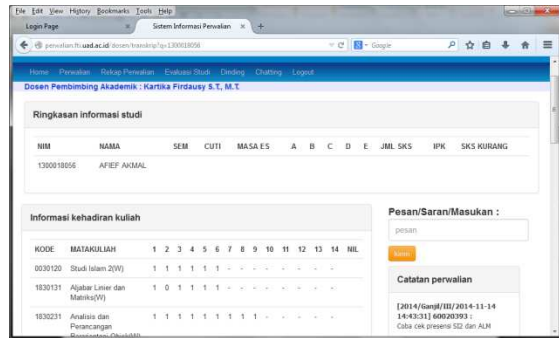 File Edit View History Bookmarks Tools Help
Login Page × Sistem Informasi Perwalian × +
perwalian.fti.uad.ac.id/dosen/transkrip?q=1300018056 Google
Home Perwalian Rekap Perwalian Evaluasi Studi Dinding Chatting Logout
Dosen Pembimbing Akademik : Kartika Firdausy S.T., M.T.
Ringkasan informasi studi
NIM NAMA SEM CUTI MASA ES A B C D E JML SKS IPK SKS KURANG
1300018056 AFIEF AKMAL
Informasi kehadiran kuliah
KODE MATAKULIAH 1 2 3 4 5 6 7 8 9 10 11 12 13 14 NIL
0030120 Studi Islam 2(W) 1 1 1 1 1 1 - - - - - - - -
1830131 Aljabar Linier dan 1 0 1 1 1 1 - - - - - - - -
Matriks(W)
1830231 Analisis dan 1 1 1 1 1 1 1 1 1 - - - - -
Perancangan
Pesan/Saran/Masukan :
pesan
kirim
Catatan perwalian
[2014/Ganjil/III/2014-11-14
14:43:31] 60020393 :
Coba cek presensi SI2 dan ALM